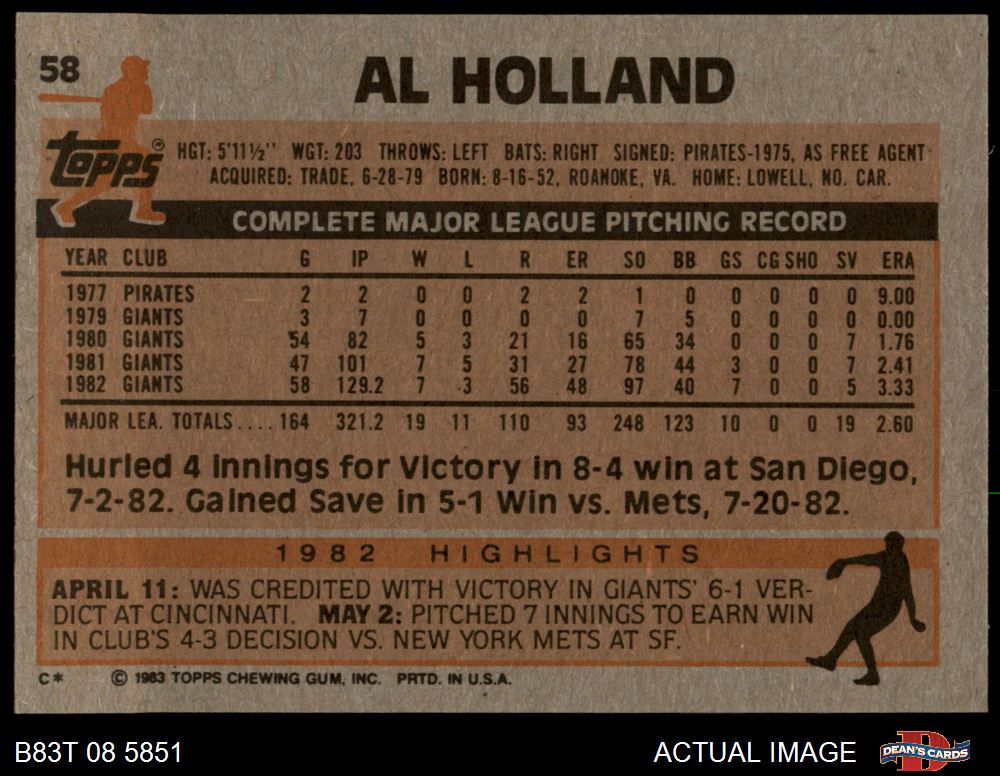 58
AL HOLLAND
Topps
HGT: 5'11½" WGT: 203 THROWS: LEFT BATS: RIGHT SIGNED: PIRATES-1975, AS FREE AGENT
ACQUIRED: TRADE, 6-28-79 BORN: 8-16-52, ROANOKE, VA. HOME: LOWELL, NO. CAR.
COMPLETE MAJOR LEAGUE PITCHING RECORD
YEAR CLUB G IP W L R ER SO BB GS CG SHO SV ERA
1977 PIRATES 2 2 0 0 2 2 1 0 0 0 0 0 9.00
1979 GIANTS 3 7 0 0 0 0 7 5 0 0 0 0 0.00
1980 GIANTS 54 82 5 3 21 16 65 34 0 0 0 7 1.76
1981 GIANTS 47 101 7 5 31 27 78 44 3 0 0 7 2.41
1982 GIANTS 58 129.2 7 3 56 48 97 40 7 0 0 5 3.33
MAJOR LEA. TOTALS.... 164 321.2 19 11 110 93 248 123 10 0 0 19 2.60
Hurled 4 innings for Victory in 8-4 win at San Diego,
7-2-82. Gained Save in 5-1 Win vs. Mets, 7-20-82.
1982 HIGHLIGHTS
APRIL 11: WAS CREDITED WITH VICTORY IN GIANTS' 6-1 VER-
DICT AT CINCINNATI. MAY 2: PITCHED 7 INNINGS TO EARN WIN
IN CLUB'S 4-3 DECISION VS. NEW YORK METS AT SF.
C* © 1983 TOPPS CHEWING GUM, INC. PRTD. IN U.S.A.
B83T 08 5851 ACTUAL IMAGE D DEAN'S CARDS